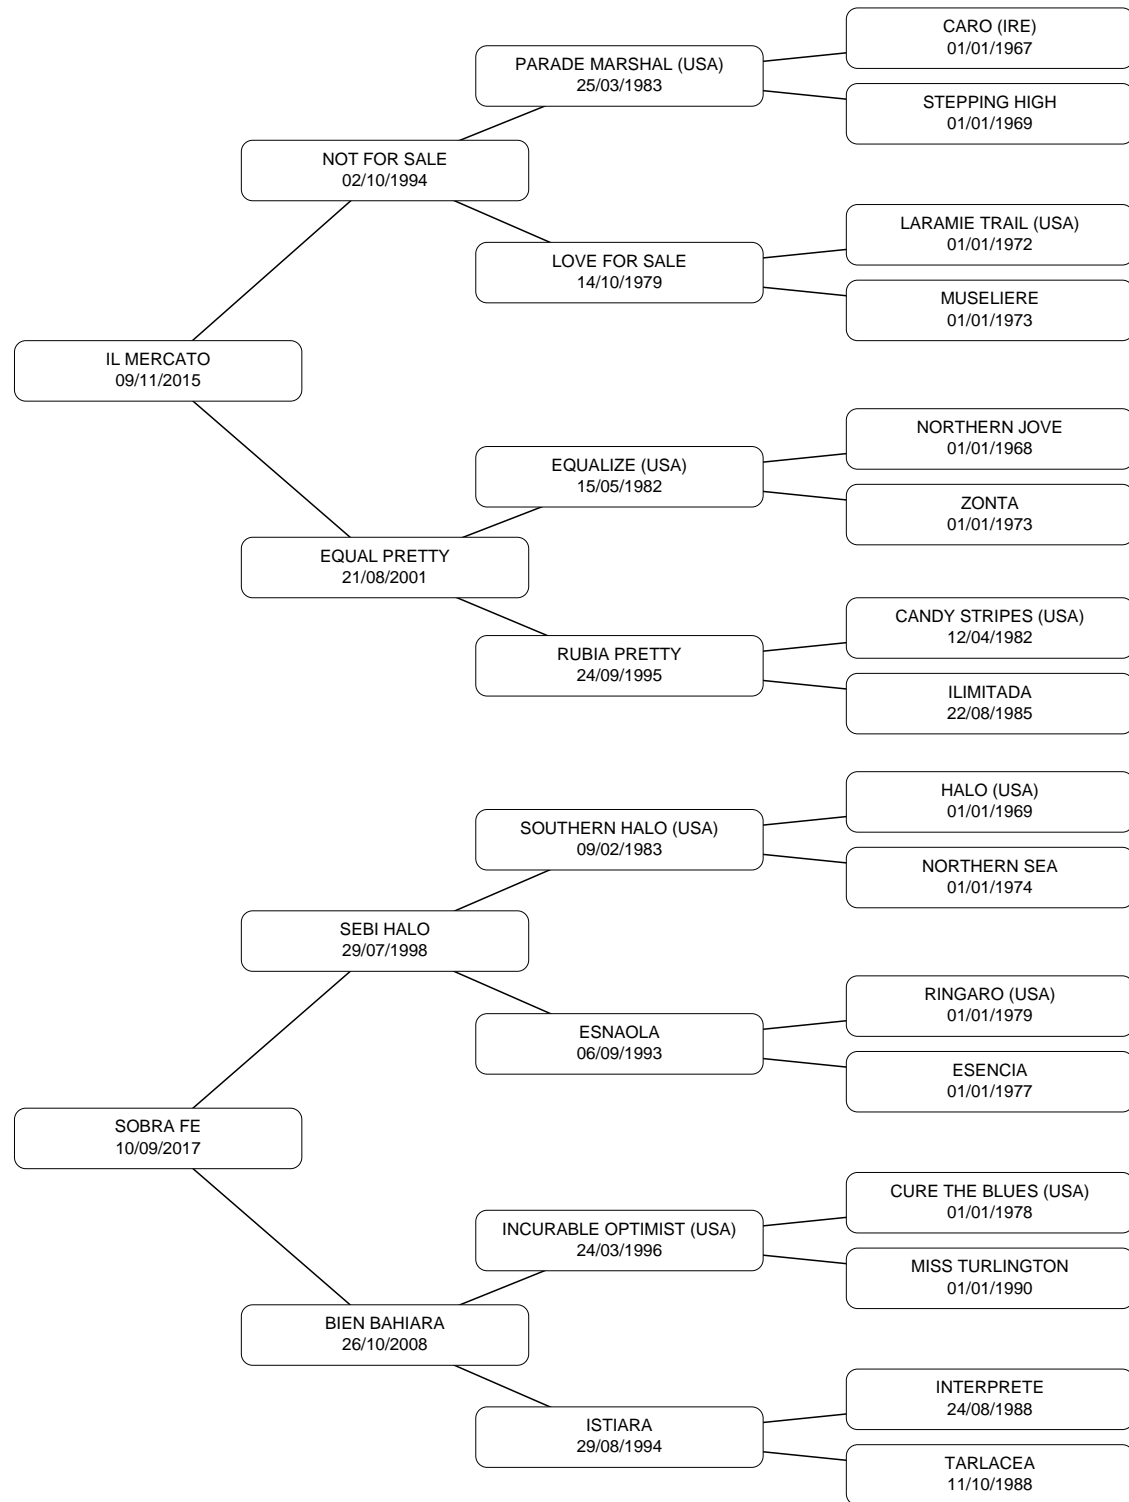 CARO (IRE)
01/01/1967
PARADE MARSHAL (USA)
25/03/1983
STEPPING HIGH
01/01/1969
NOT FOR SALE
02/10/1994
LARAMIE TRAIL (USA)
01/01/1972
LOVE FOR SALE
14/10/1979
MUSELIERE
01/01/1973
IL MERCATO
09/11/2015
NORTHERN JOVE
01/01/1968
EQUALIZE (USA)
15/05/1982
ZONTA
01/01/1973
EQUAL PRETTY
21/08/2001
CANDY STRIPES (USA)
12/04/1982
RUBIA PRETTY
24/09/1995
ILIMITADA
22/08/1985
HALO (USA)
01/01/1969
SOUTHERN HALO (USA)
09/02/1983
NORTHERN SEA
01/01/1974
SEBI HALO
29/07/1998
RINGARO (USA)
01/01/1979
ESNAOLA
06/09/1993
ESENCIA
01/01/1977
SOBRA FE
10/09/2017
CURE THE BLUES (USA)
01/01/1978
INCURABLE OPTIMIST (USA)
24/03/1996
MISS TURLINGTON
01/01/1990
BIEN BAHIARA
26/10/2008
INTERPRETE
24/08/1988
ISTIARA
29/08/1994
TARLACEA
11/10/1988